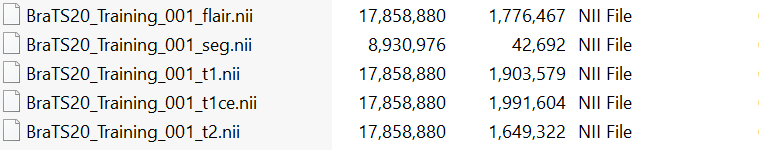 BraTS20_Training_001_flair.nii 17,858,880 1,776,467 NII File
BraTS20_Training_001_seg.nii 8,930,976 42,692 NII File
BraTS20_Training_001_t1.nii 17,858,880 1,903,579 NII File
BraTS20_Training_001_t1ce.nii 17,858,880 1,991,604 NII File
BraTS20_Training_001_t2.nii 17,858,880 1,649,322 NII File